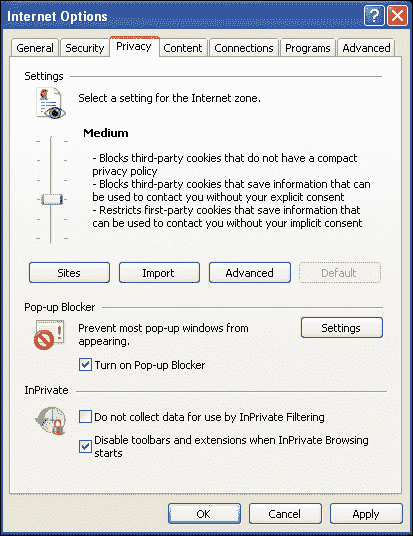 Internet Options
General Security Privacy Content Connections Programs Advanced
Settings
Select a setting for the Internet zone.
Medium
- Blocks third-party cookies that do not have a compact
privacy policy
- Blocks third-party cookies that save information that can
be used to contact you without your explicit consent
- Restricts first-party cookies that save information that
can be used to contact you without your implicit consent
Sites Import Advanced Default
Pop-up Blocker
Prevent most pop-up windows from
appearing.
Settings
Turn on Pop-up Blocker
InPrivate
Do not collect data for use by InPrivate Filtering
Disable toolbars and extensions when InPrivate Browsing
starts
OK Cancel Apply